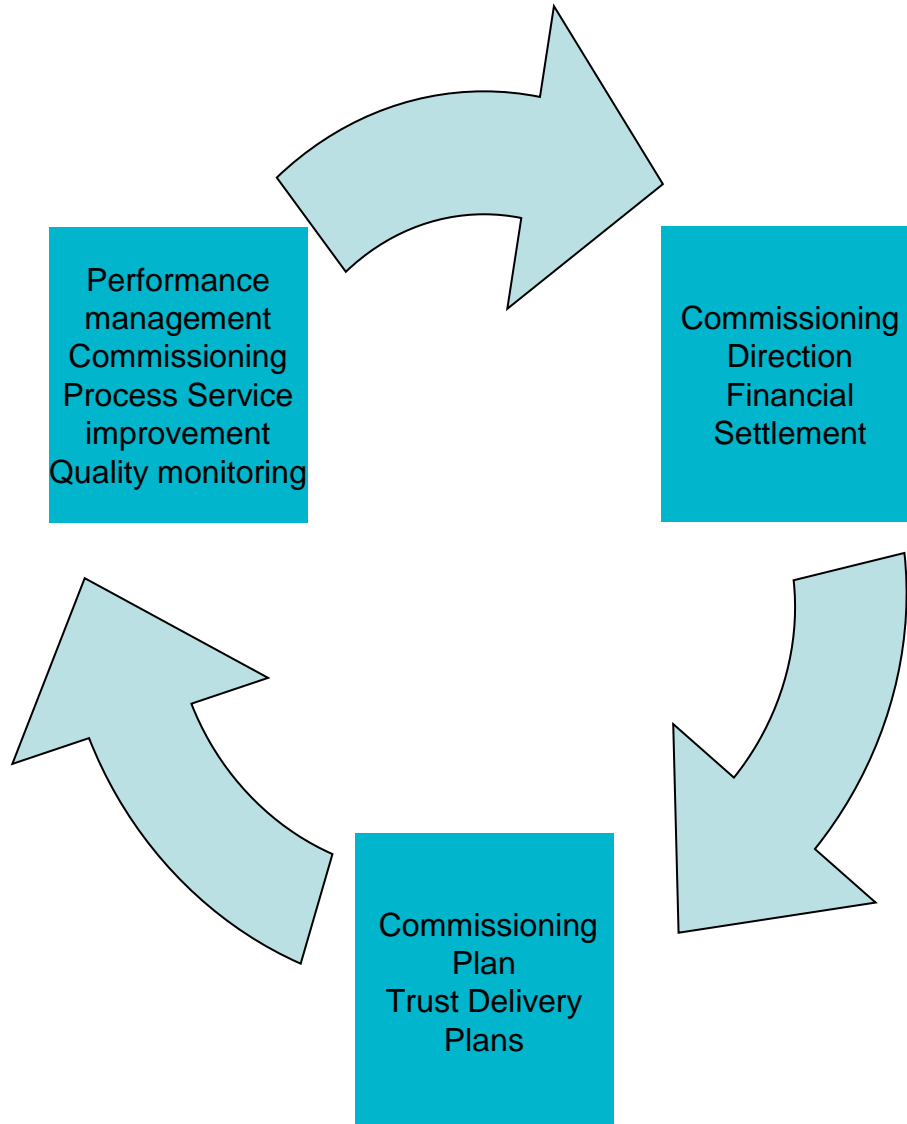 Performance
management
Commissioning
Process Service
improvement
Quality monitoring
Commissioning
Direction
Financial
Settlement
Commissioning
Plan
Trust Delivery
Plans